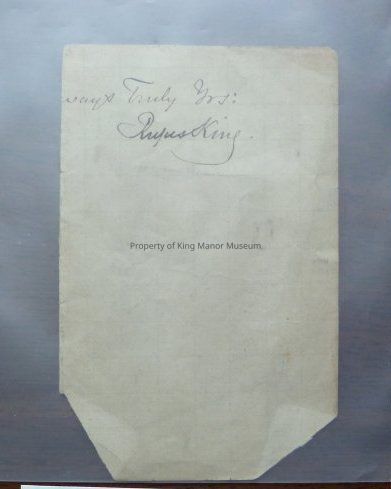 ways Truly Yrs:
Rufus King.
Property of King Manor Museum